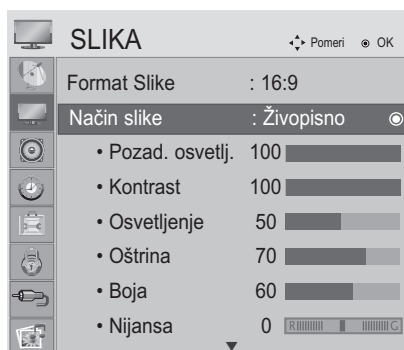 SLIKA Pomeri OK
Format Slike : 16:9
Način slike : Živopisno
• Pozad. osvetlj. 100
• Kontrast 100
• Osvetljenje 50
• Oštrina 70
• Boja 60
• Nijansa 0 R G